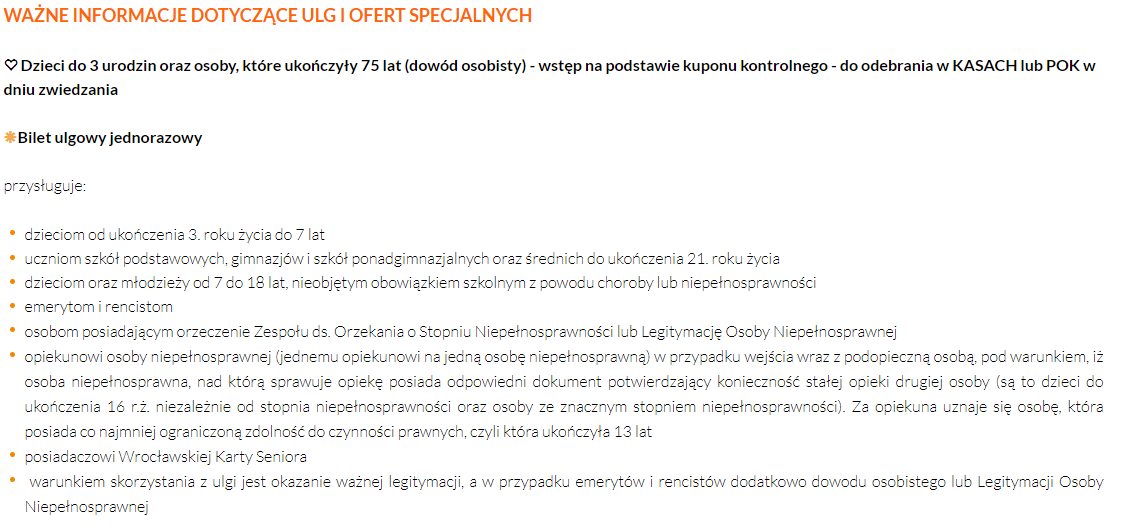 WAŻNE INFORMACJE DOTYCZĄCE ULG I OFERT SPECJALNYCH
♡ Dzieci do 3 urodzin oraz osoby, które ukończyły 75 lat (dowód osobisty) - wstęp na podstawie kuponu kontrolnego - do odebrania w KASACH lub POK w
dniu zwiedzania
❋Bilet ulgowy jednorazowy
przysługuje:
• dzieciom od ukończenia 3. roku życia do 7 lat
• uczniom szkół podstawowych, gimnazjów i szkół ponadgimnazjalnych oraz średnich do ukończenia 21. roku życia
• dzieciom oraz młodzieży od 7 do 18 lat, nieobjętym obowiązkiem szkolnym z powodu choroby lub niepełnosprawności
• emerytom i rencistom
• osobom posiadającym orzeczenie Zespołu ds. Orzekania o Stopniu Niepełnosprawności lub Legitymację Osoby Niepełnosprawnej
• opiekunowi osoby niepełnosprawnej (jednemu opiekunowi na jedną osobę niepełnosprawną) w przypadku wejścia wraz z podopieczną osobą, pod warunkiem, iż
osoba niepełnosprawna, nad którą sprawuje opiekę posiada odpowiedni dokument potwierdzający konieczność stałej opieki drugiej osoby (są to dzieci do
ukończenia 16 r.ż. niezależnie od stopnia niepełnosprawności oraz osoby ze znacznym stopniem niepełnosprawności). Za opiekuna uznaje się osobę, która
posiada co najmniej ograniczoną zdolność do czynności prawnych, czyli która ukończyła 13 lat
• posiadaczowi Wrocławskiej Karty Seniora
• warunkiem skorzystania z ulgi jest okazanie ważnej legitymacji, a w przypadku emerytów i rencistów dodatkowo dowodu osobistego lub Legitymacji Osoby
Niepełnosprawnej